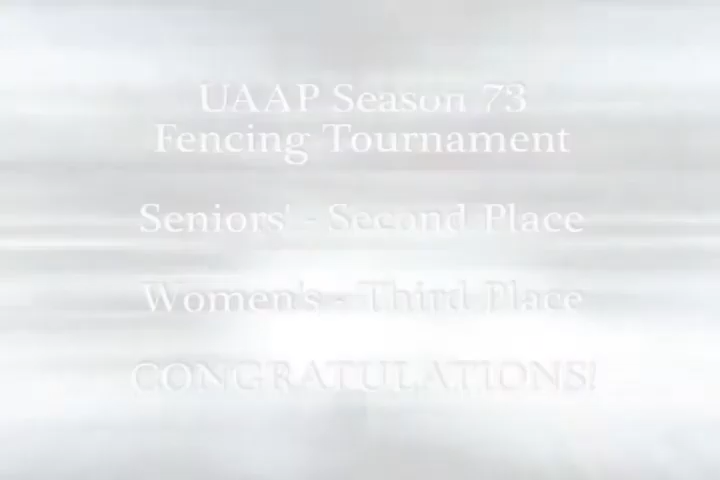 UAAP Season 73
Fencing Tournament
Seniors' - Second Place
Women's - Third Place
CONGRATULATIONS!